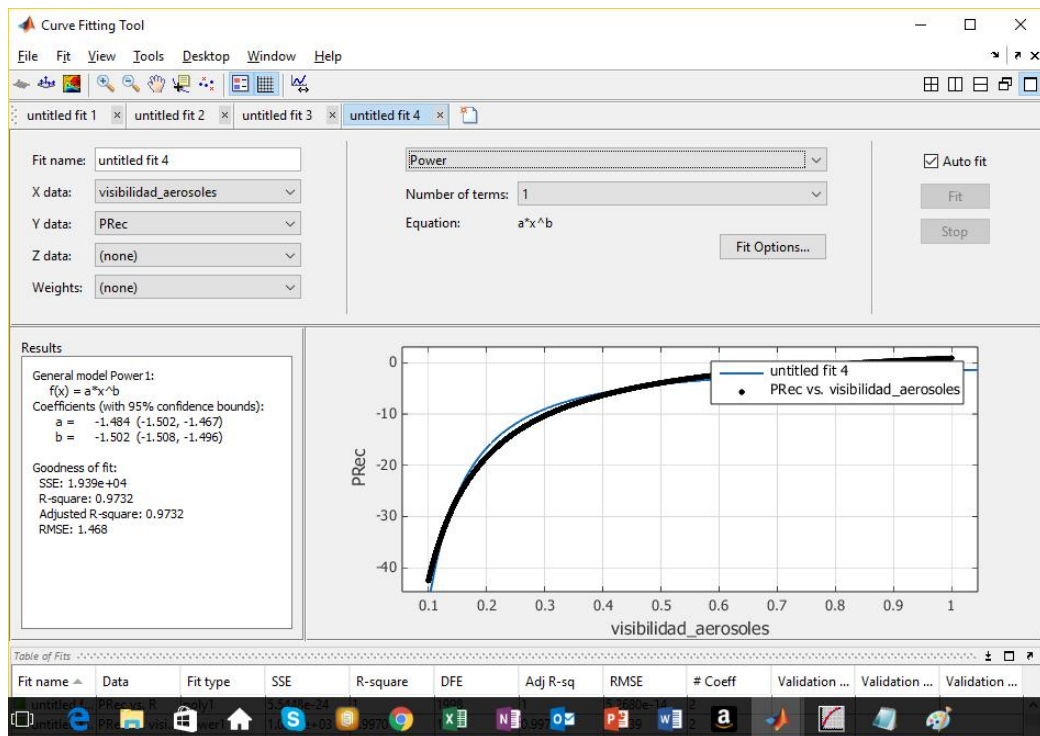 Curve Fitting Tool
File Fit View Tools Desktop Window Help
untitled fit 1 × untitled fit 2 × untitled fit 3 × untitled fit 4 ×
Fit name: untitled fit 4
X data: visibilidad_aerosoles
Y data: PRec
Z data: (none)
Weights: (none)
Power
Number of terms: 1
Equation: a*x^b
Fit Options...
Auto fit
Fit
Stop
Results
General model Power1:
f(x) = a*x^b
Coefficients (with 95% confidence bounds):
a = -1.484 (-1.502, -1.467)
b = -1.502 (-1.508, -1.496)
Goodness of fit:
SSE: 1.939e+04
R-square: 0.9732
Adjusted R-square: 0.9732
RMSE: 1.468
untitled fit 4
PRec vs. visibilidad_aerosoles
0
-10
-20
-30
-40
PRec
0.1 0.2 0.3 0.4 0.5 0.6 0.7 0.8 0.9 1
visibilidad_aerosoles
Table of Fits
Fit name Data Fit type SSE R-square DFE Adj R-sq RMSE # Coeff Validation ... Validation ... Validation ...